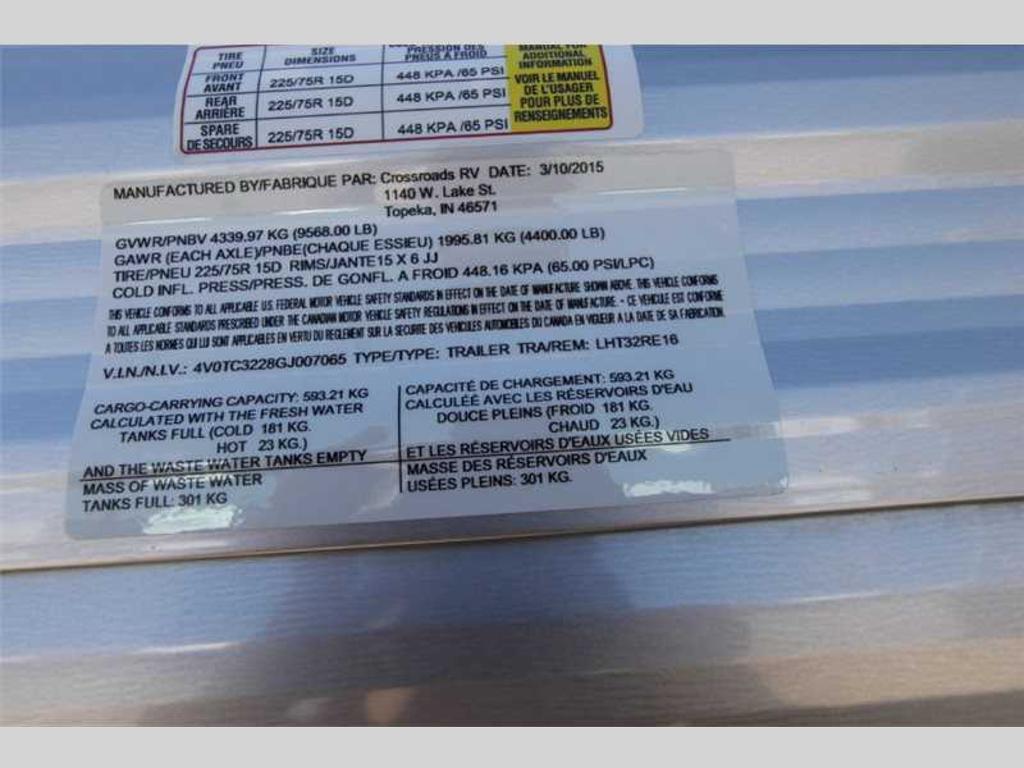 TIRE PNEU SIZE DIMENSIONS PRESSION DES PNEUS A FROID
FRONT AVANT 225/75R 15D 448 KPA /65 PSI
REAR ARRIÈRE 225/75R 15D 448 KPA /65 PSI
SPARE DE SECOURS 225/75R 15D 448 KPA /65 PSI
MANUAL FOR
ADDITIONAL
INFORMATION
VOIR LE MANUEL
DE L'USAGER
POUR PLUS DE
RENSEIGNEMENTS
MANUFACTURED BY/FABRIQUE PAR: Crossroads RV DATE: 3/10/2015
1140 W. Lake St.
Topeka, IN 46571
GVWR/PNBV 4339.97 KG (9568.00 LB)
GAWR (EACH AXLE)/PNBE(CHAQUE ESSIEU) 1995.81 KG (4400.00 LB)
TIRE/PNEU 225/75R 15D RIMS/JANTE15 X 6 JJ
COLD INFL. PRESS/PRESS. DE GONFL. A FROID 448.16 KPA (65.00 PSI/LPC)
THIS VEHICLE CONFORMS TO ALL APPLICABLE U.S. FEDERAL MOTOR VEHICLE SAFETY STANDARDS IN EFFECT ON THE DATE OF MANUFACTURE SHOWN ABOVE. THIS VEHICLE CONFORMS
TO ALL APPLICABLE STANDARDS PRESCRIBED UNDER THE CANADIAN MOTOR VEHICLE SAFETY REGULATIONS IN EFFECT ON THE DATE OF MANUFACTURE. - CE VEHICULE EST CONFORME
A TOUTES LES NORMES QUI LUI SONT APPLICABLES EN VERTU DU REGLEMENT SUR LA SECURITE DES VEHICULES AUTOMOBILES DU CANADA EN VIGUEUR A LA DATE DE SA FABRICATION.
V.I.N./N.I.V.: 4V0TC3228GJ007065 TYPE/TYPE: TRAILER TRA/REM: LHT32RE16
CARGO-CARRYING CAPACITY: 593.21 KG
CALCULATED WITH THE FRESH WATER
TANKS FULL (COLD 181 KG.
HOT 23 KG.)
AND THE WASTE WATER TANKS EMPTY
MASS OF WASTE WATER
TANKS FULL: 301 KG
CAPACITÉ DE CHARGEMENT: 593.21 KG
CALCULÉE AVEC LES RÉSERVOIRS D'EAU
DOUCE PLEINS (FROID 181 KG.
CHAUD 23 KG.)
ET LES RÉSERVOIRS D'EAUX USÉES VIDES
MASSE DES RÉSERVOIRS D'EAUX
USÉES PLEINS: 301 KG.